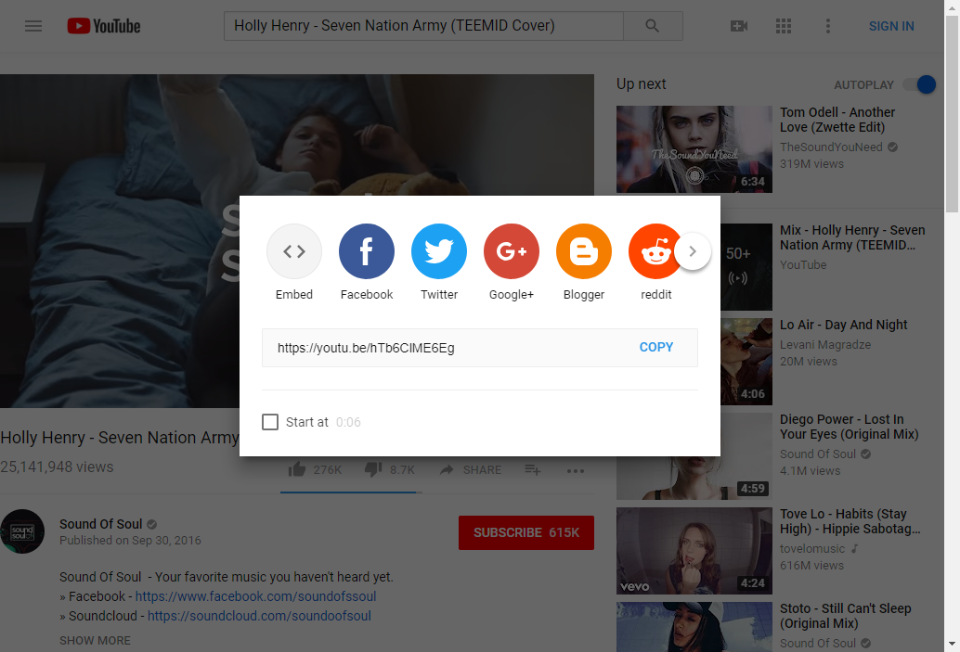 YouTube
Holly Henry - Seven Nation Army (TEEMID Cover)
SIGN IN
Up next
AUTOPLAY
TheSoundYouNeed
6:34
Tom Odell - Another
Love (Zwette Edit)
TheSoundYouNeed
319M views
50+
Mix - Holly Henry - Seven
Nation Army (TEEMID...
YouTube
4:06
Lo Air - Day And Night
Levani Magradze
20M views
4:59
Diego Power - Lost In
Your Eyes (Original Mix)
Sound Of Soul
4.1M views
vevo
4:24
Tove Lo - Habits (Stay
High) - Hippie Sabotag...
tovelomusic
616M views
Stoto - Still Can't Sleep
(Original Mix)
Sound Of Soul
Embed
Facebook
Twitter
G+
Google+
Blogger
reddit
https://youtu.be/hTb6CIME6Eg
COPY
Start at 0:06
Holly Henry - Seven Nation Army
25,141,948 views
276K
8.7K
SHARE
sound
soul
Sound Of Soul
Published on Sep 30, 2016
SUBSCRIBE 615K
Sound Of Soul - Your favorite music you haven't heard yet.
» Facebook - https://www.facebook.com/soundofssoul
» Soundcloud - https://soundcloud.com/soundoofsoul
SHOW MORE